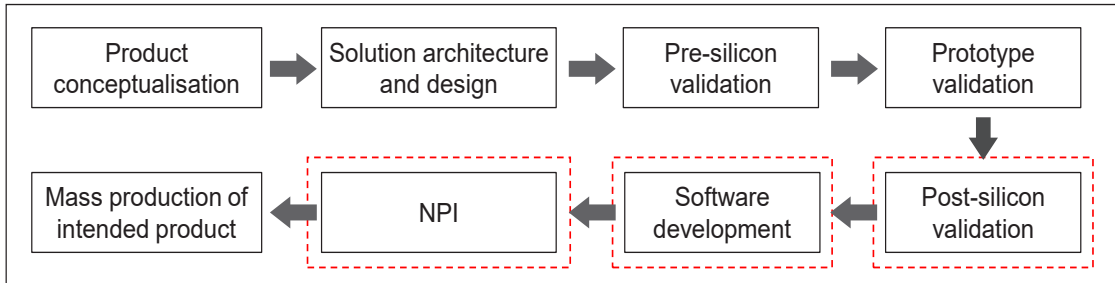 Product
conceptualisation
Solution architecture
and design
Pre-silicon
validation
Prototype
validation
Mass production of
intended product
NPI
Software
development
Post-silicon
validation